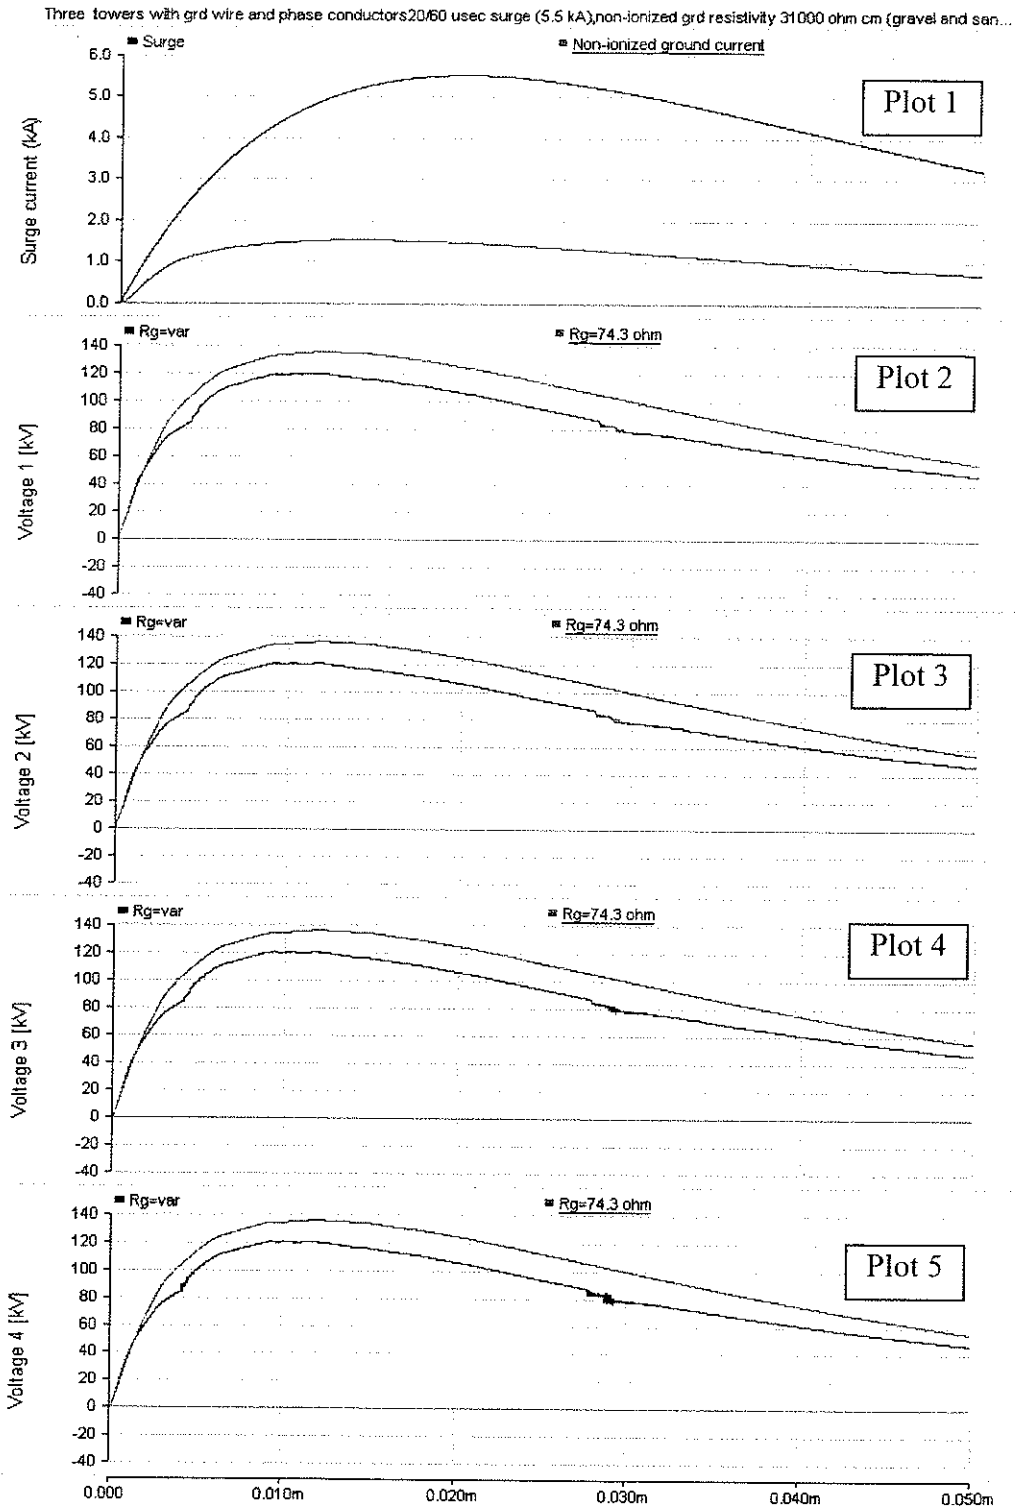 Three towers with grd wire and phase conductors20/60 usec surge (5.5 kA),non-ionized grd resistivity 31000 ohm cm (gravel and san...
Surge Non-ionized ground current
6.0
5.0
4.0
3.0
2.0
1.0
0.0
Surge current (kA)
Plot 1
Rg=var Rg=74.3 ohm
140
120
100
80
60
40
20
0
-20
-40
Voltage 1 [kV]
Plot 2
Rg=var Rg=74.3 ohm
140
120
100
80
60
40
20
0
-20
-40
Voltage 2 [kV]
Plot 3
Rg=var Rg=74.3 ohm
140
120
100
80
60
40
20
0
-20
-40
Voltage 3 [kV]
Plot 4
Rg=var Rg=74.3 ohm
140
120
100
80
60
40
20
0
-20
-40
Voltage 4 [kV]
Plot 5
0.000 0.010m 0.020m 0.030m 0.040m 0.050m